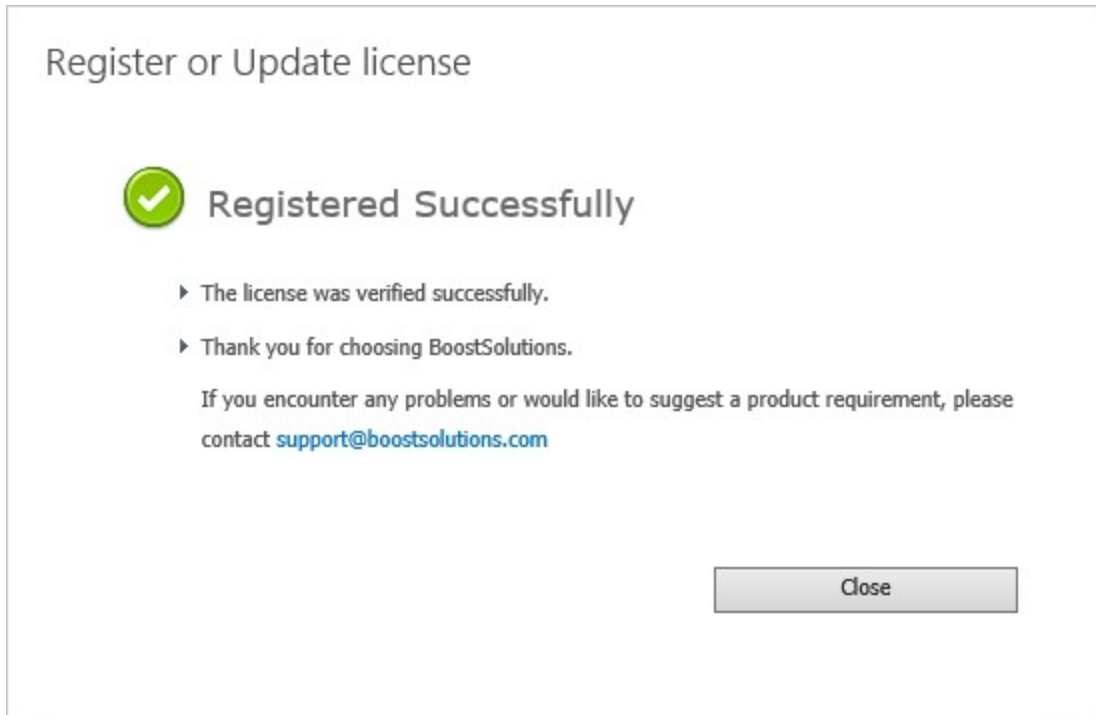 Register or Update license
Registered Successfully
The license was verified successfully.
Thank you for choosing BoostSolutions.
If you encounter any problems or would like to suggest a product requirement, please
contact support@boostsolutions.com
Close